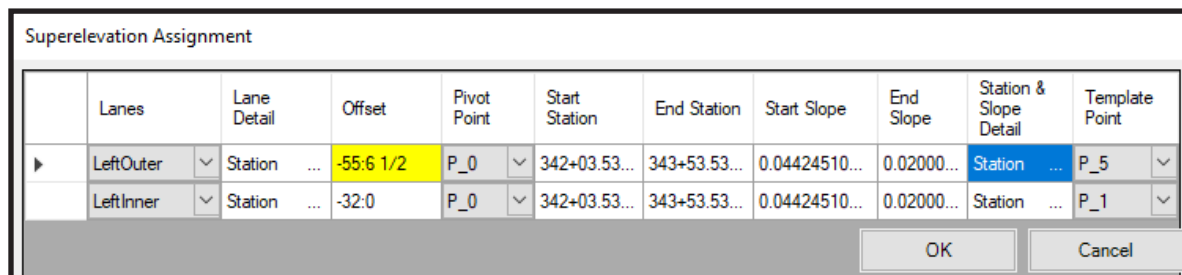 Superelevation Assignment
Lanes Lane Detail Offset Pivot Point Start Station End Station Start Slope End Slope Station & Slope Detail Template Point
LeftOuter Station ... -55:6 1/2 P_0 342+03.53... 343+53.53... 0.04424510... 0.02000... Station ... P_5
LeftInner Station ... -32:0 P_0 342+03.53... 343+53.53... 0.04424510... 0.02000... Station ... P_1
OK Cancel